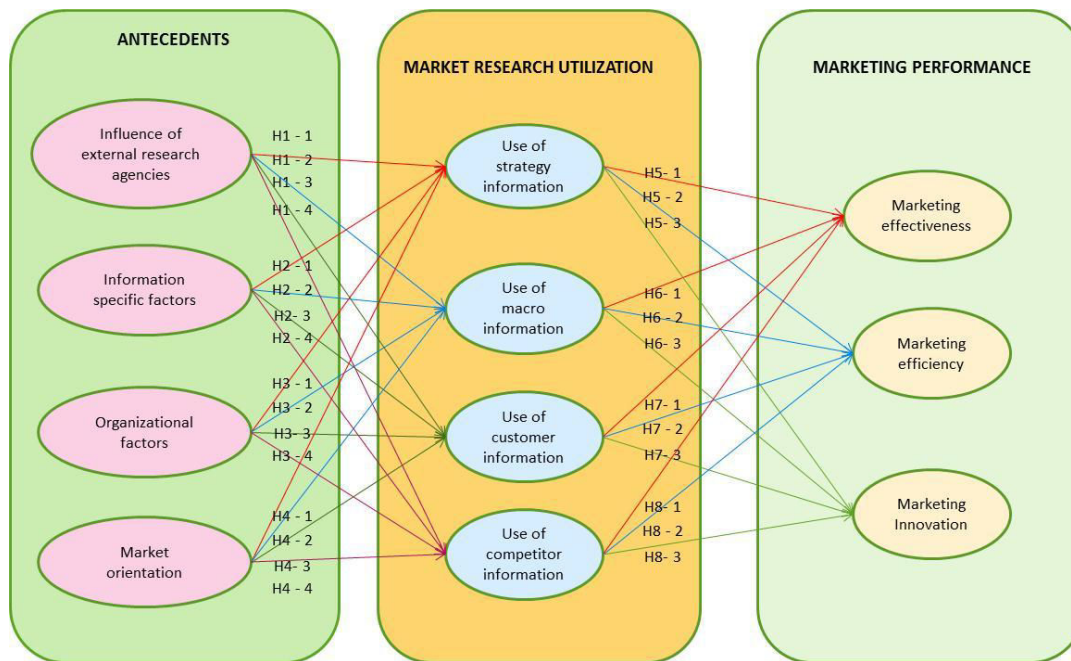 ANTECEDENTS
Influence of
external research
agencies
Information
specific factors
Organizational
factors
Market
orientation
H1 - 1
H1 - 2
H1 - 3
H1 - 4
H2 - 1
H2 - 2
H2- 3
H2 - 4
H3 - 1
H3 - 2
H3- 3
H3 - 4
H4 - 1
H4 - 2
H4- 3
H4 - 4
MARKET RESEARCH UTILIZATION
Use of
strategy
information
Use of
macro
information
Use of
customer
information
Use of
competitor
information
H5- 1
H5 - 2
H5- 3
H6- 1
H6 - 2
H6- 3
H7- 1
H7 - 2
H7- 3
H8- 1
H8 - 2
H8- 3
MARKETING PERFORMANCE
Marketing
effectiveness
Marketing
efficiency
Marketing
Innovation